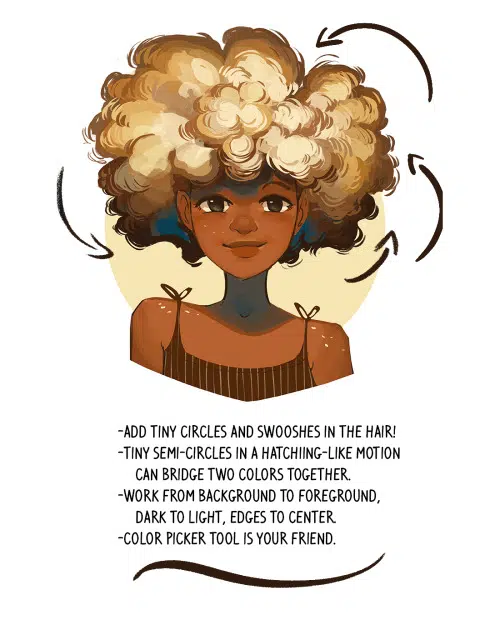 -ADD TINY CIRCLES AND SWOOSHES IN THE HAIR!
-TINY SEMI-CIRCLES IN A HATCHIING-LIKE MOTION
CAN BRIDGE TWO COLORS TOGETHER.
-WORK FROM BACKGROUND TO FOREGROUND,
DARK TO LIGHT, EDGES TO CENTER.
-COLOR PICKER TOOL IS YOUR FRIEND.